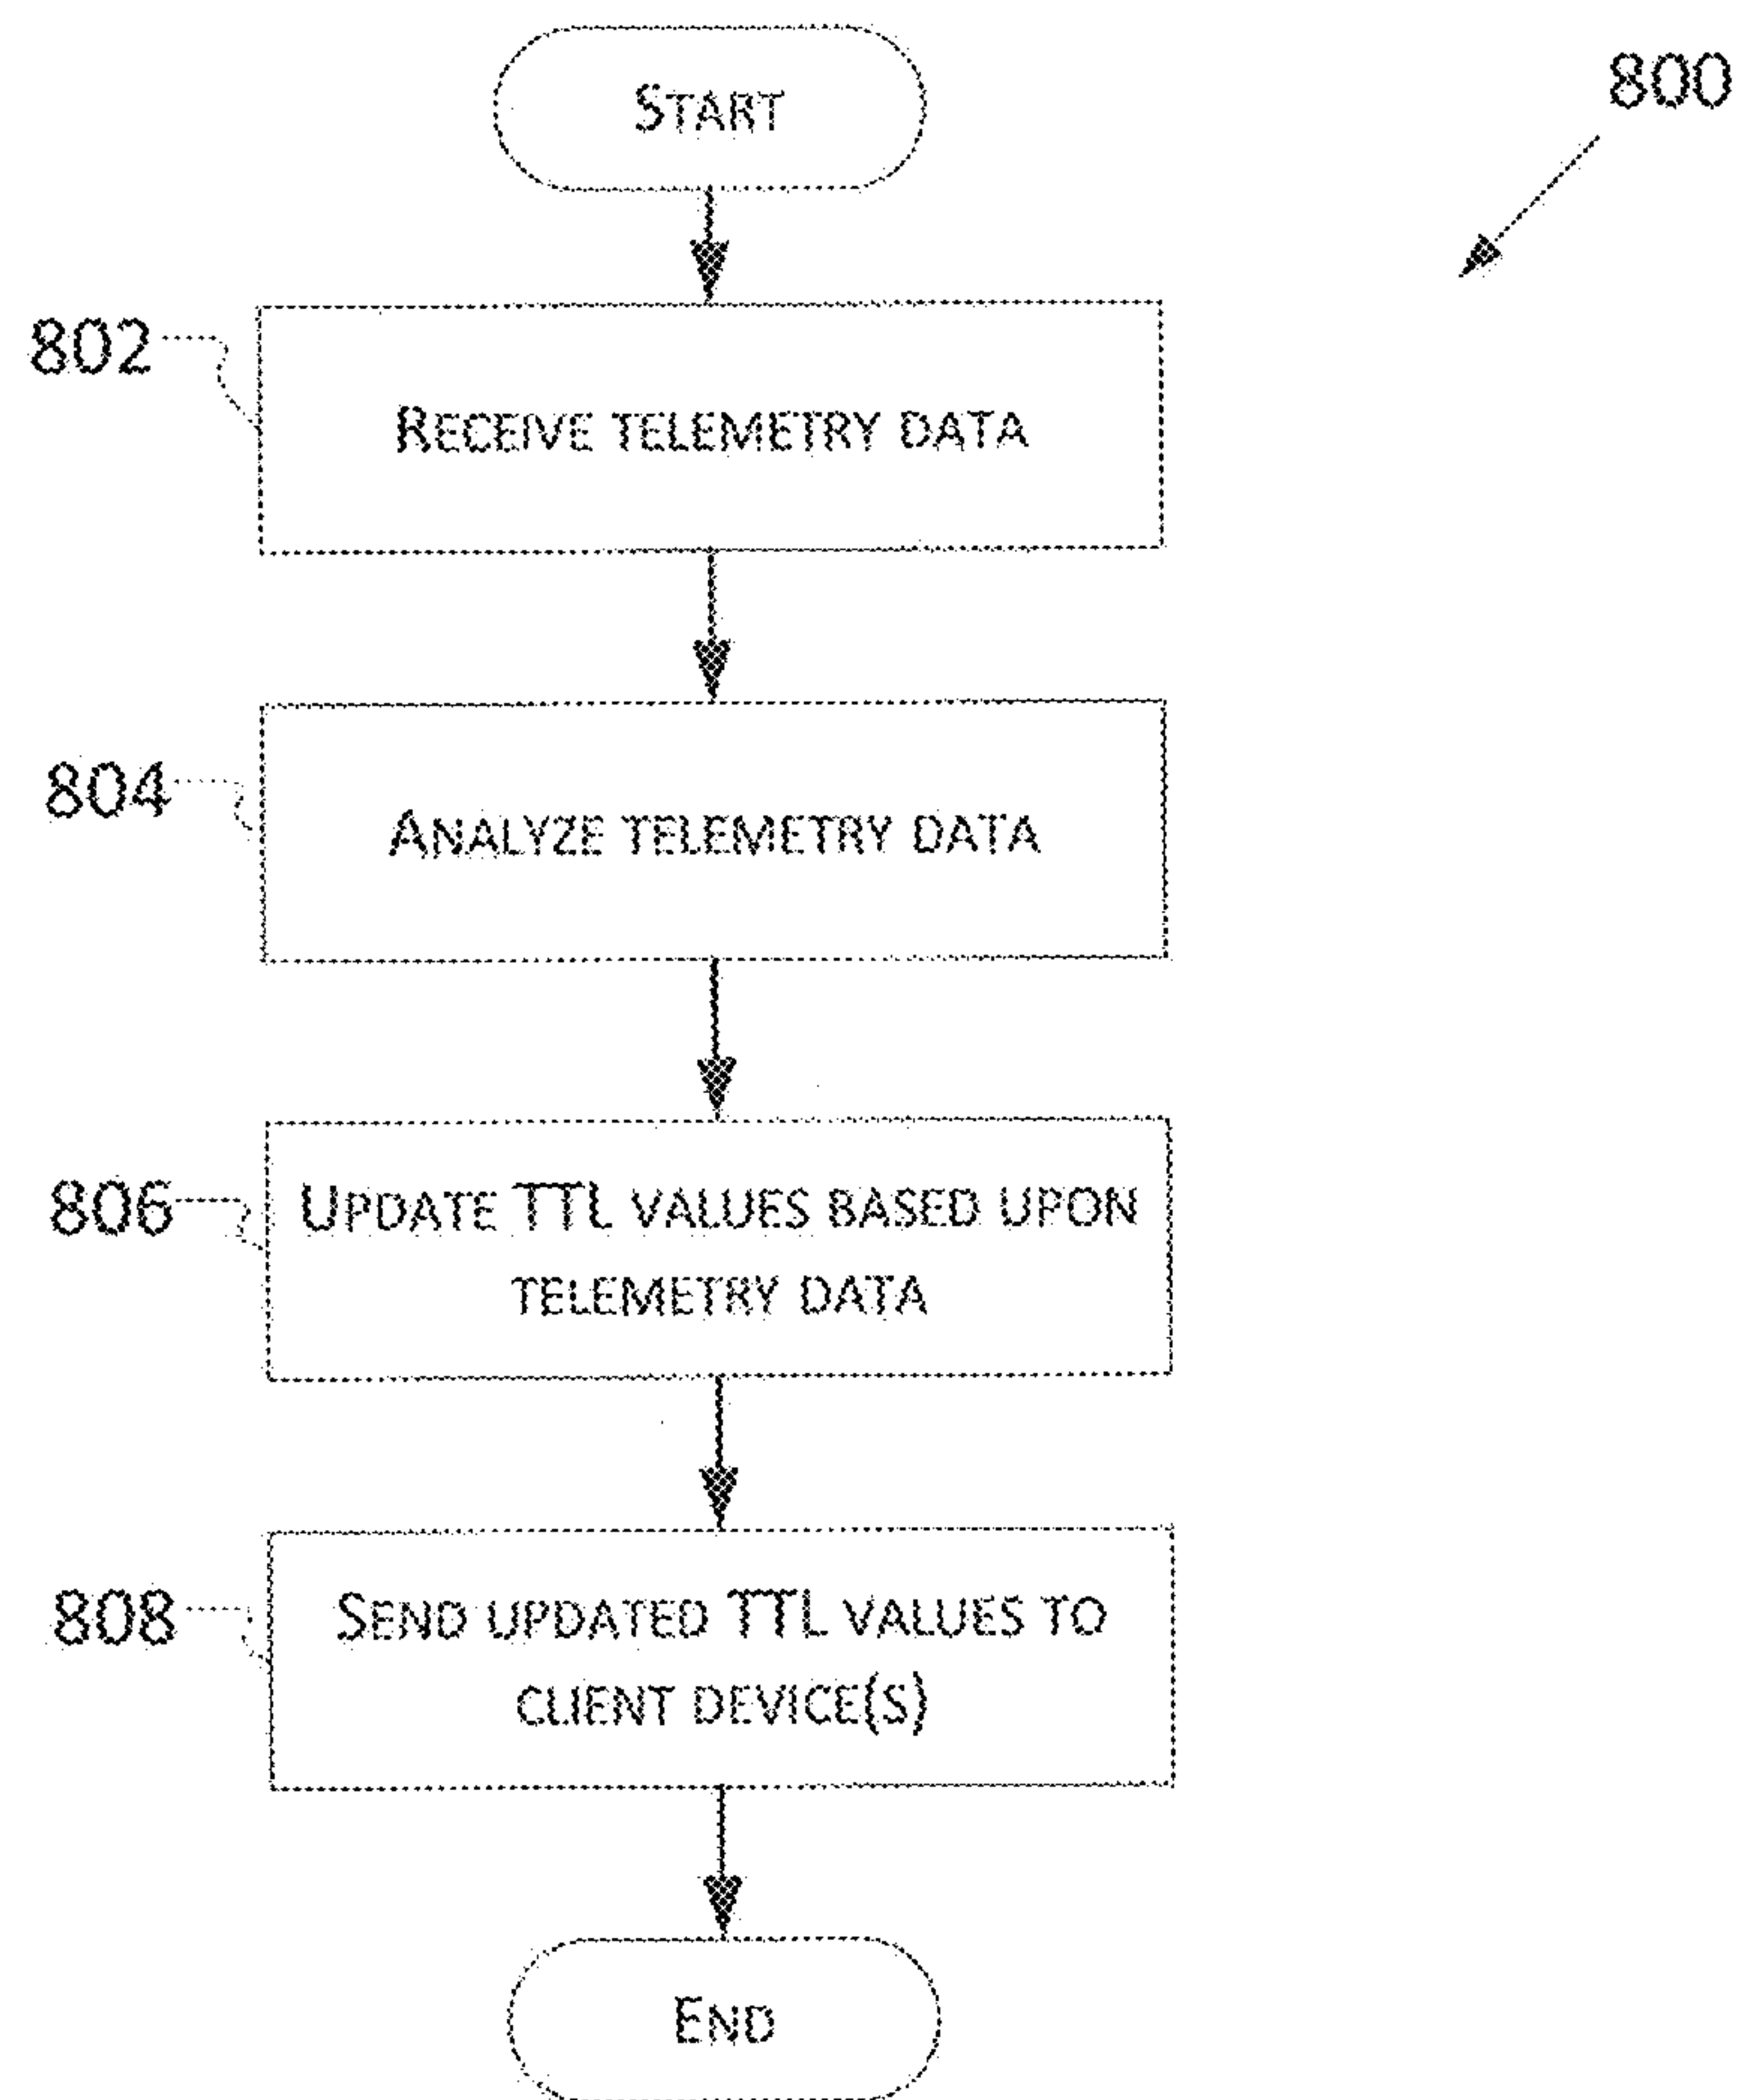 START
800
802
RECEIVE TELEMETRY DATA
804
ANALYZE TELEMETRY DATA
806
UPDATE TTL VALUES BASED UPON
TELEMETRY DATA
808
SEND UPDATED TTL VALUES TO
CLIENT DEVICE(S)
END